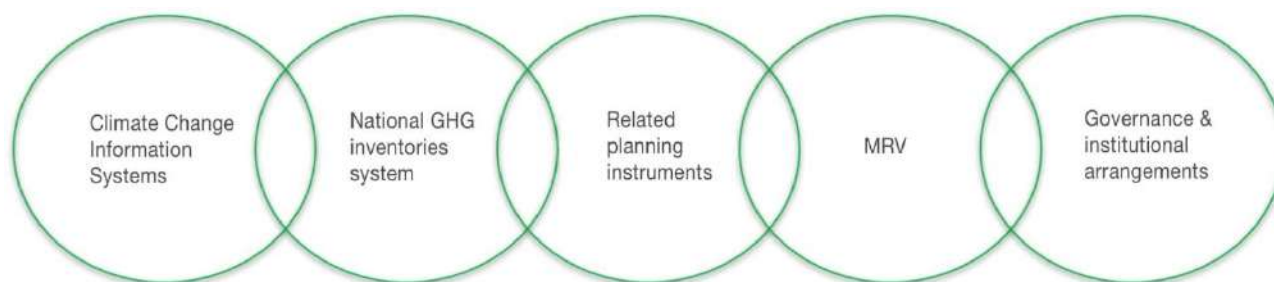 Climate Change
Information
Systems
National GHG
inventories
system
Related
planning
instruments
MRV
Governance &
institutional
arrangements